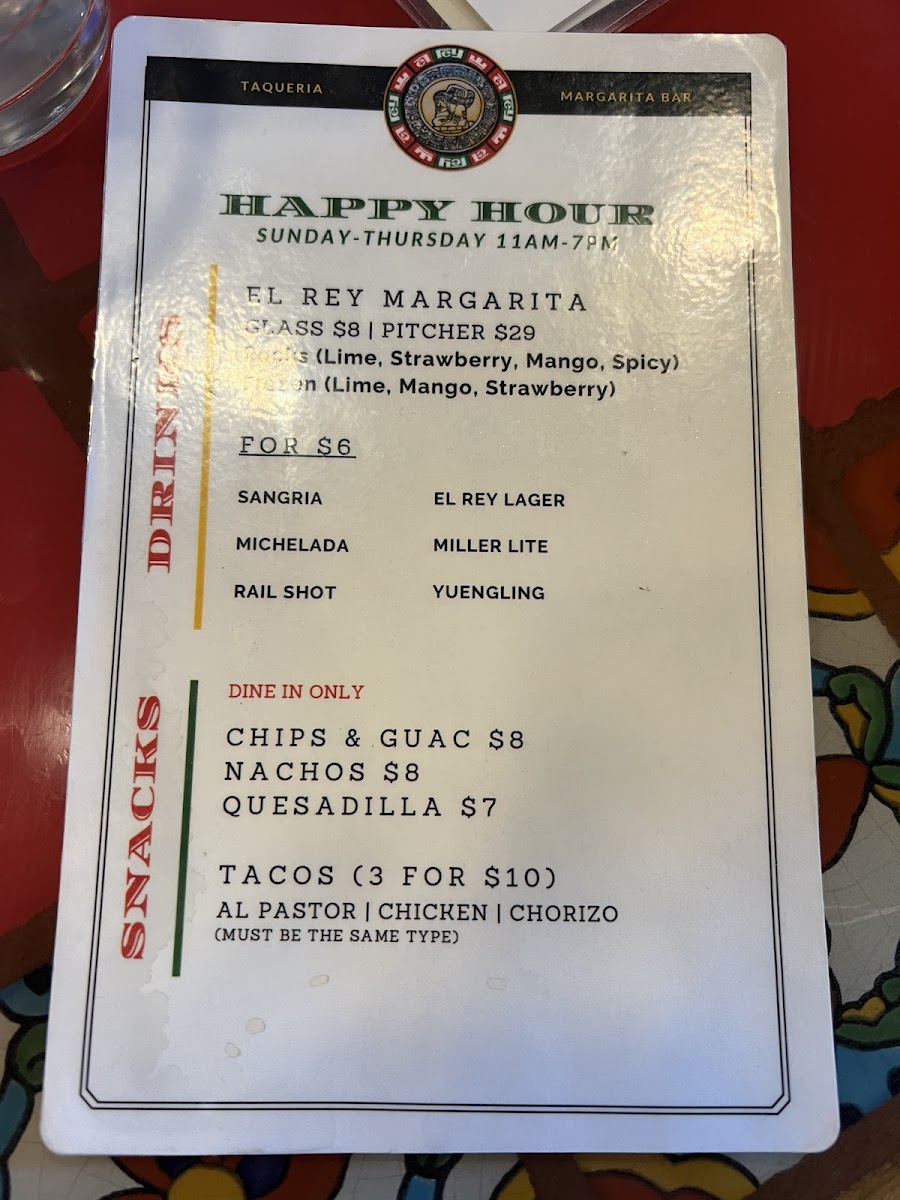 TAQUERIA
MARGARITA BAR
HAPPY HOUR
SUNDAY-THURSDAY 11AM-7PM
DRINKS
EL REY MARGARITA
GLASS $8 | PITCHER $29
Rocks (Lime, Strawberry, Mango, Spicy)
Frozen (Lime, Mango, Strawberry)
FOR $6
SANGRIA EL REY LAGER
MICHELADA MILLER LITE
RAIL SHOT YUENGLING
SNACKS
DINE IN ONLY
CHIPS & GUAC $8
NACHOS $8
QUESADILLA $7
TACOS (3 FOR $10)
AL PASTOR | CHICKEN | CHORIZO
(MUST BE THE SAME TYPE)